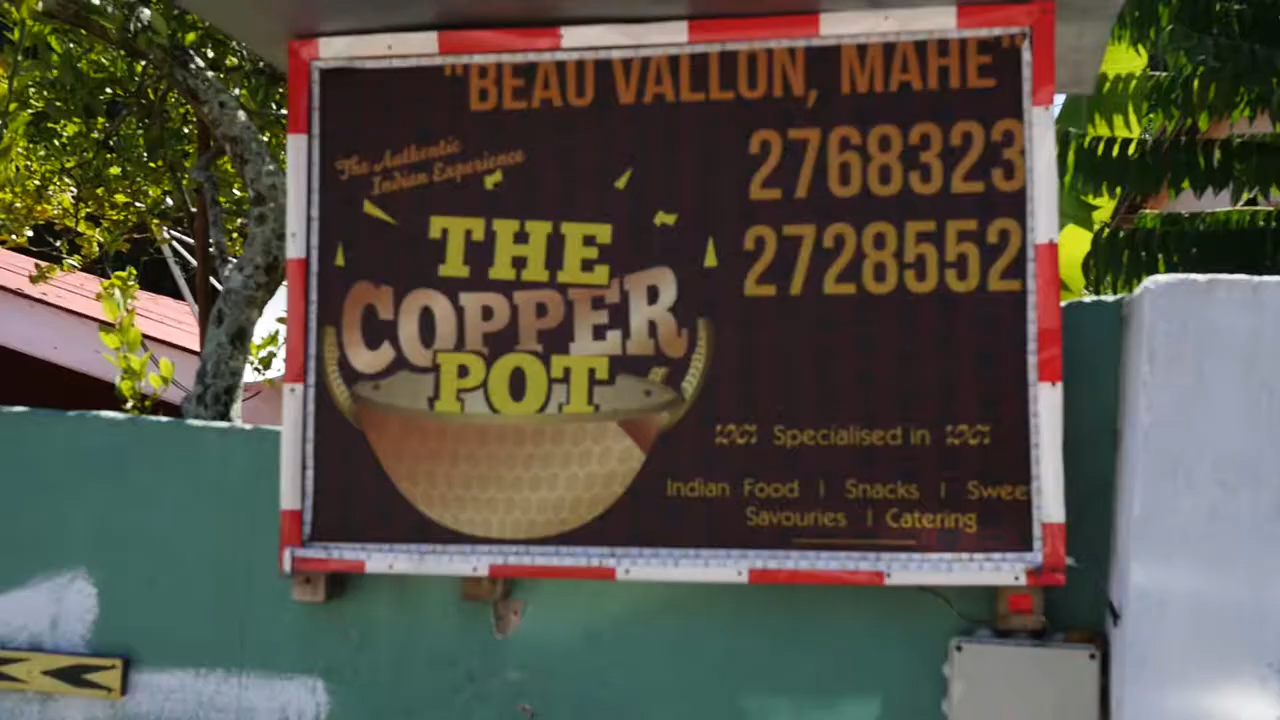 "BEAU VALLON, MAHE"
2768323
2728552
The Authentic
Indian Experience
THE
COPPER
POT
Specialised in
Indian Food | Snacks | Swee
Savouries | Catering